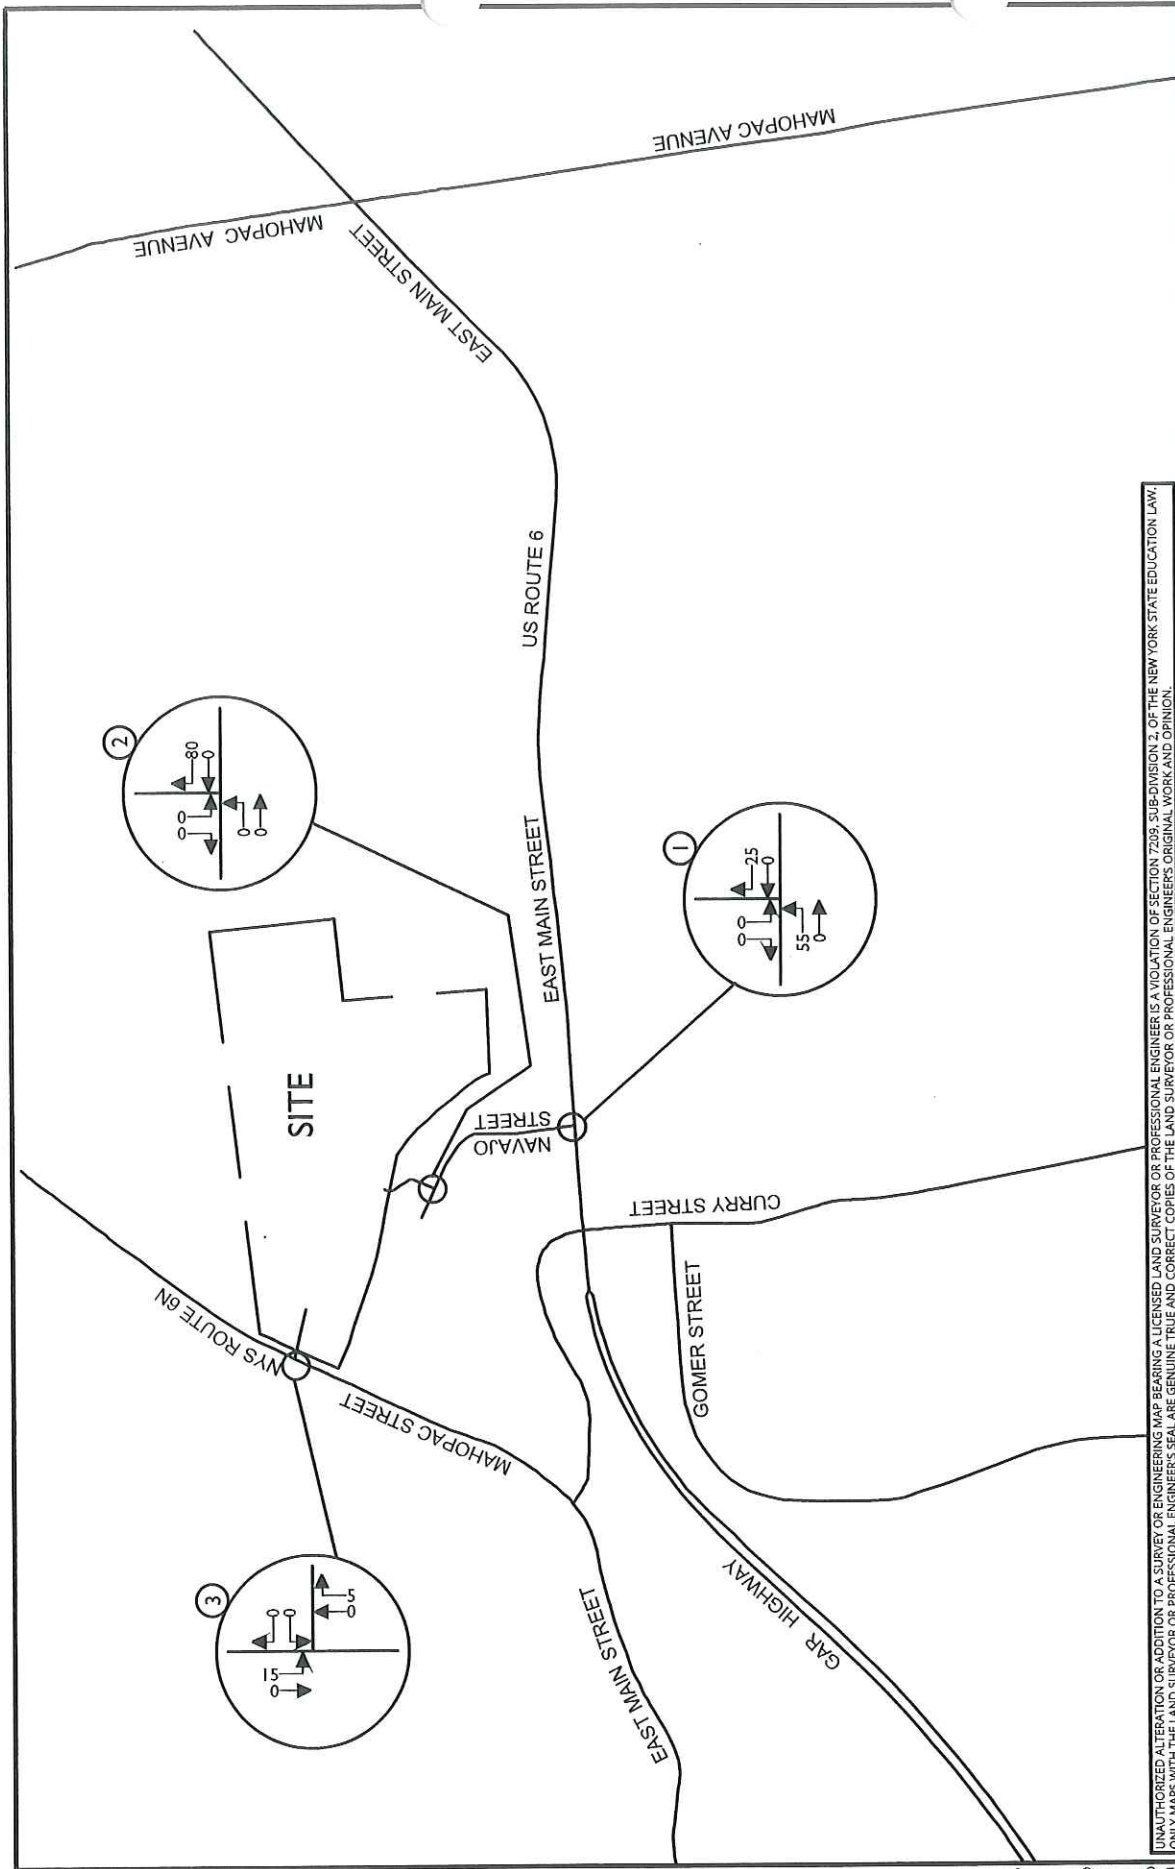 MAHOPAC AVENUE
MAHOPAC AVENUE
EAST MAIN STREET
US ROUTE 6
EAST MAIN STREET
2
80
0
0
0
0
0
1
25
0
0
0
55
0
SITE
NAVAJO
STREET
NYS ROUTE 6N
MAHOPAC STREET
CURRY STREET
GOMER STREET
3
0
0
15
0
5
0
EAST MAIN STREET
GAR HIGHWAY
UNAUTHORIZED ALTERATION OR ADDITION TO A SURVEY OR ENGINEERING MAP BEARING A LICENSED LAND SURVEYOR OR PROFESSIONAL ENGINEER IS A VIOLATION OF SECTION 7209, SUB-DIVISION 2, OF THE NEW YORK STATE EDUCATION LAW.
ONLY MAPS WITH THE LAND SURVEYOR OR PROFESSIONAL ENGINEER'S SEAL ARE GENUINE TRUE AND CORRECT COPIES OF THE LAND SURVEYOR OR PROFESSIONAL ENGINEER'S ORIGINAL WORK AND OPINION.